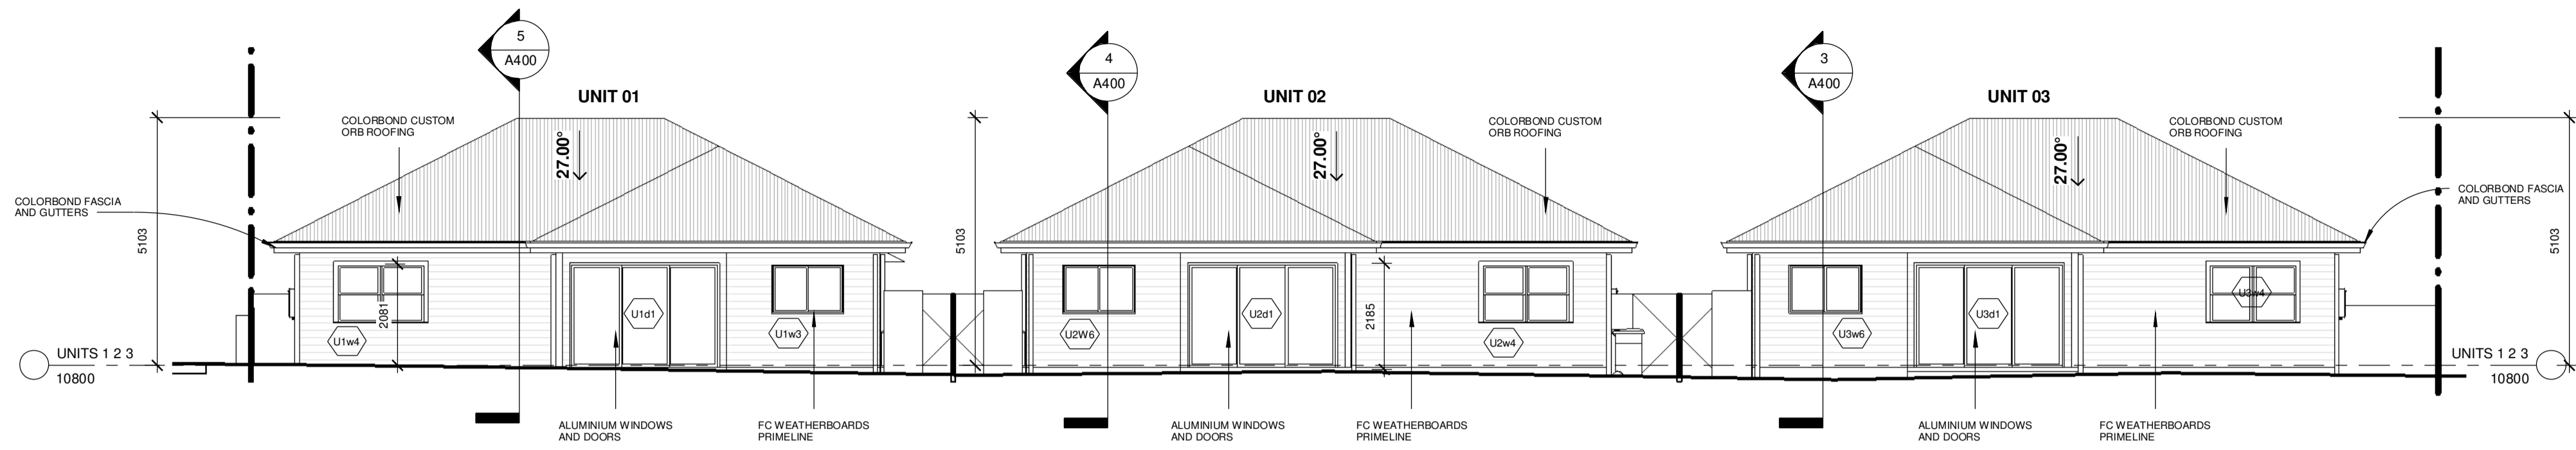 5
A400
4
A400
3
A400
UNIT 01
UNIT 02
UNIT 03
COLORBOND CUSTOM
ORB ROOFING
COLORBOND CUSTOM
ORB ROOFING
COLORBOND CUSTOM
ORB ROOFING
27.00°
27.00°
27.00°
COLORBOND FASCIA
AND GUTTERS
COLORBOND FASCIA
AND GUTTERS
5103
5103
5103
2081
2185
U1w4
U1d1
U1w3
U2W6
U2d1
U2w4
U3w6
U3d1
U3w4
UNITS 1 2 3
10800
UNITS 1 2 3
10800
ALUMINIUM WINDOWS
AND DOORS
FC WEATHERBOARDS
PRIMELINE
ALUMINIUM WINDOWS
AND DOORS
FC WEATHERBOARDS
PRIMELINE
ALUMINIUM WINDOWS
AND DOORS
FC WEATHERBOARDS
PRIMELINE